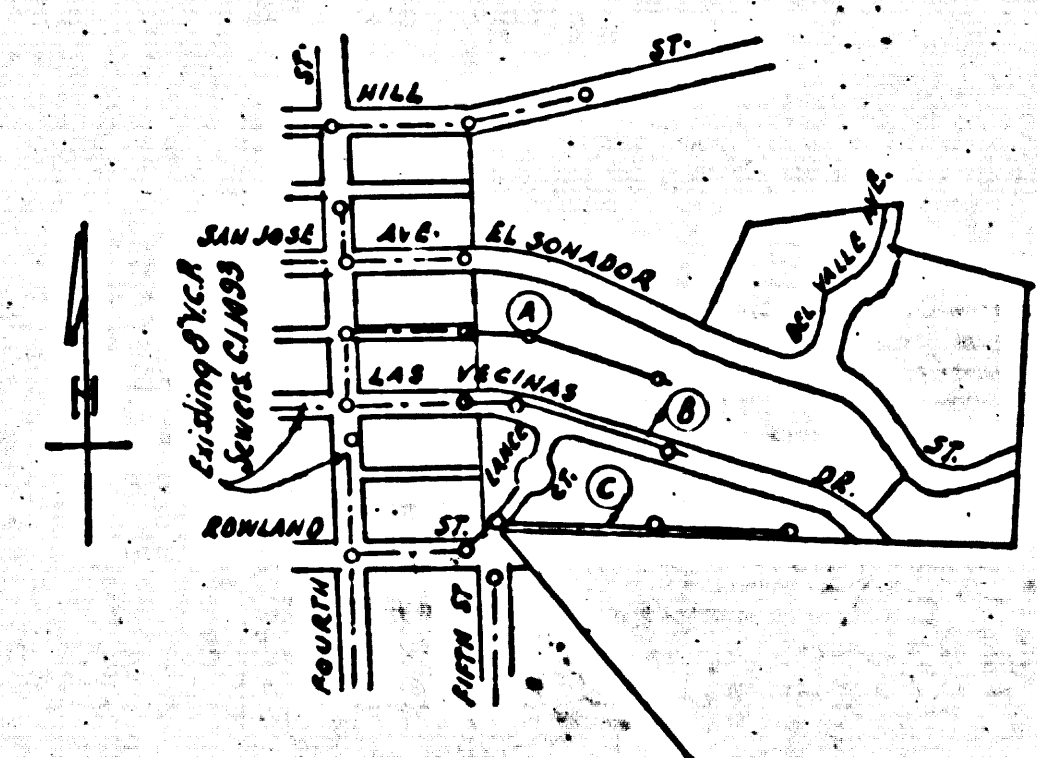 ST.
HILL
ST.
SAN JOSE AVE.
EL SONADOR
DEL VALLE AVE.
Existing 8" V.C.P.
Sewers C.I. 1493
A
LAS VECINAS
B
LANCE
CT.
C
DR.
ST.
ROWLAND ST.
FOURTH
FIFTH ST